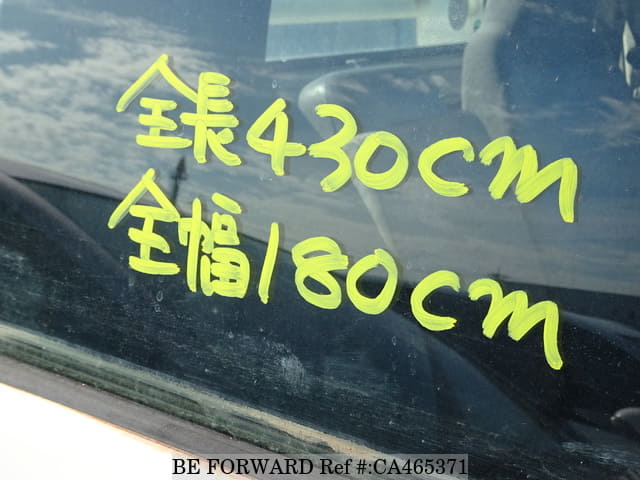 全長430cm
全幅180cm
BE FORWARD Ref #:CA465371